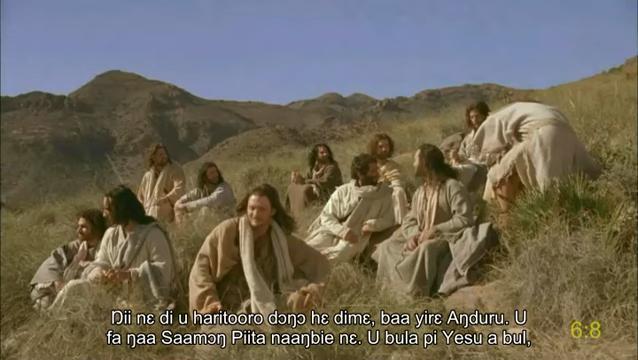 Ŋii nɛ di u haritooro dɔŋɔ hɛ dimɛ, baa yirɛ Aŋduru. U
fa ŋaa Saamɔŋ Piita naaŋbie nɛ. U bula pi Yesu a bul,
6:8